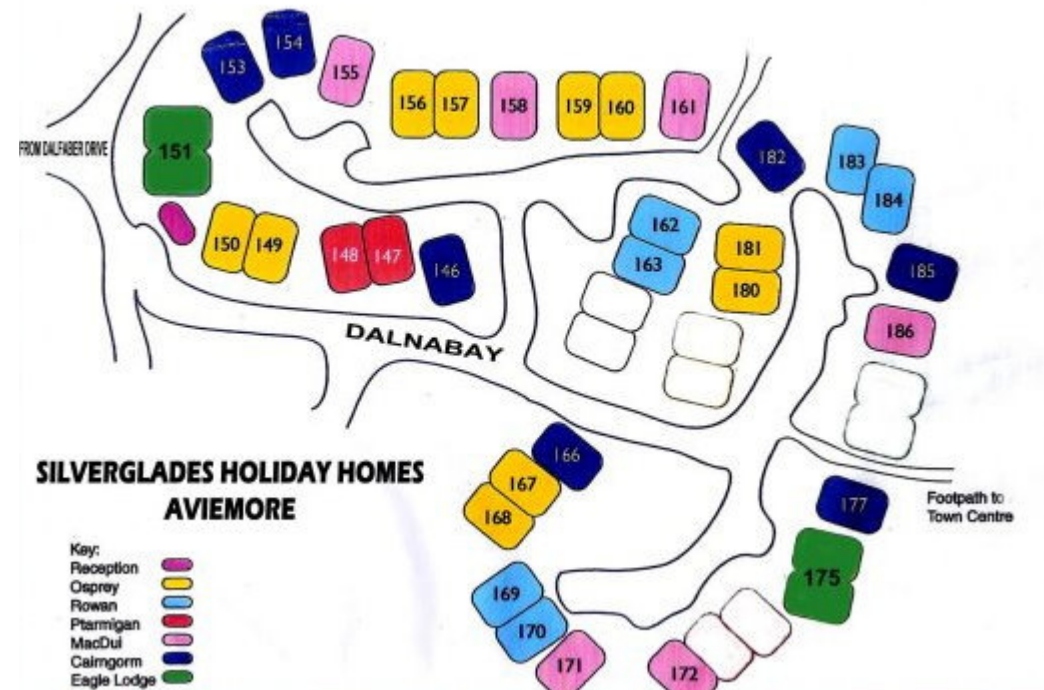 154
153
155
156
157
158
159
160
161
FROM DALFABER DRIVE
151
182
183
184
150
149
148
147
146
162
163
181
180
185
186
DALNABAY
166
167
168
SILVERGLADES HOLIDAY HOMES
AVIEMORE
177
Footpath to
Town Centre
Key:
Reception
Osprey
Rowan
Ptarmigan
MacDui
Cairngorm
Eagle Lodge
175
169
170
171
172